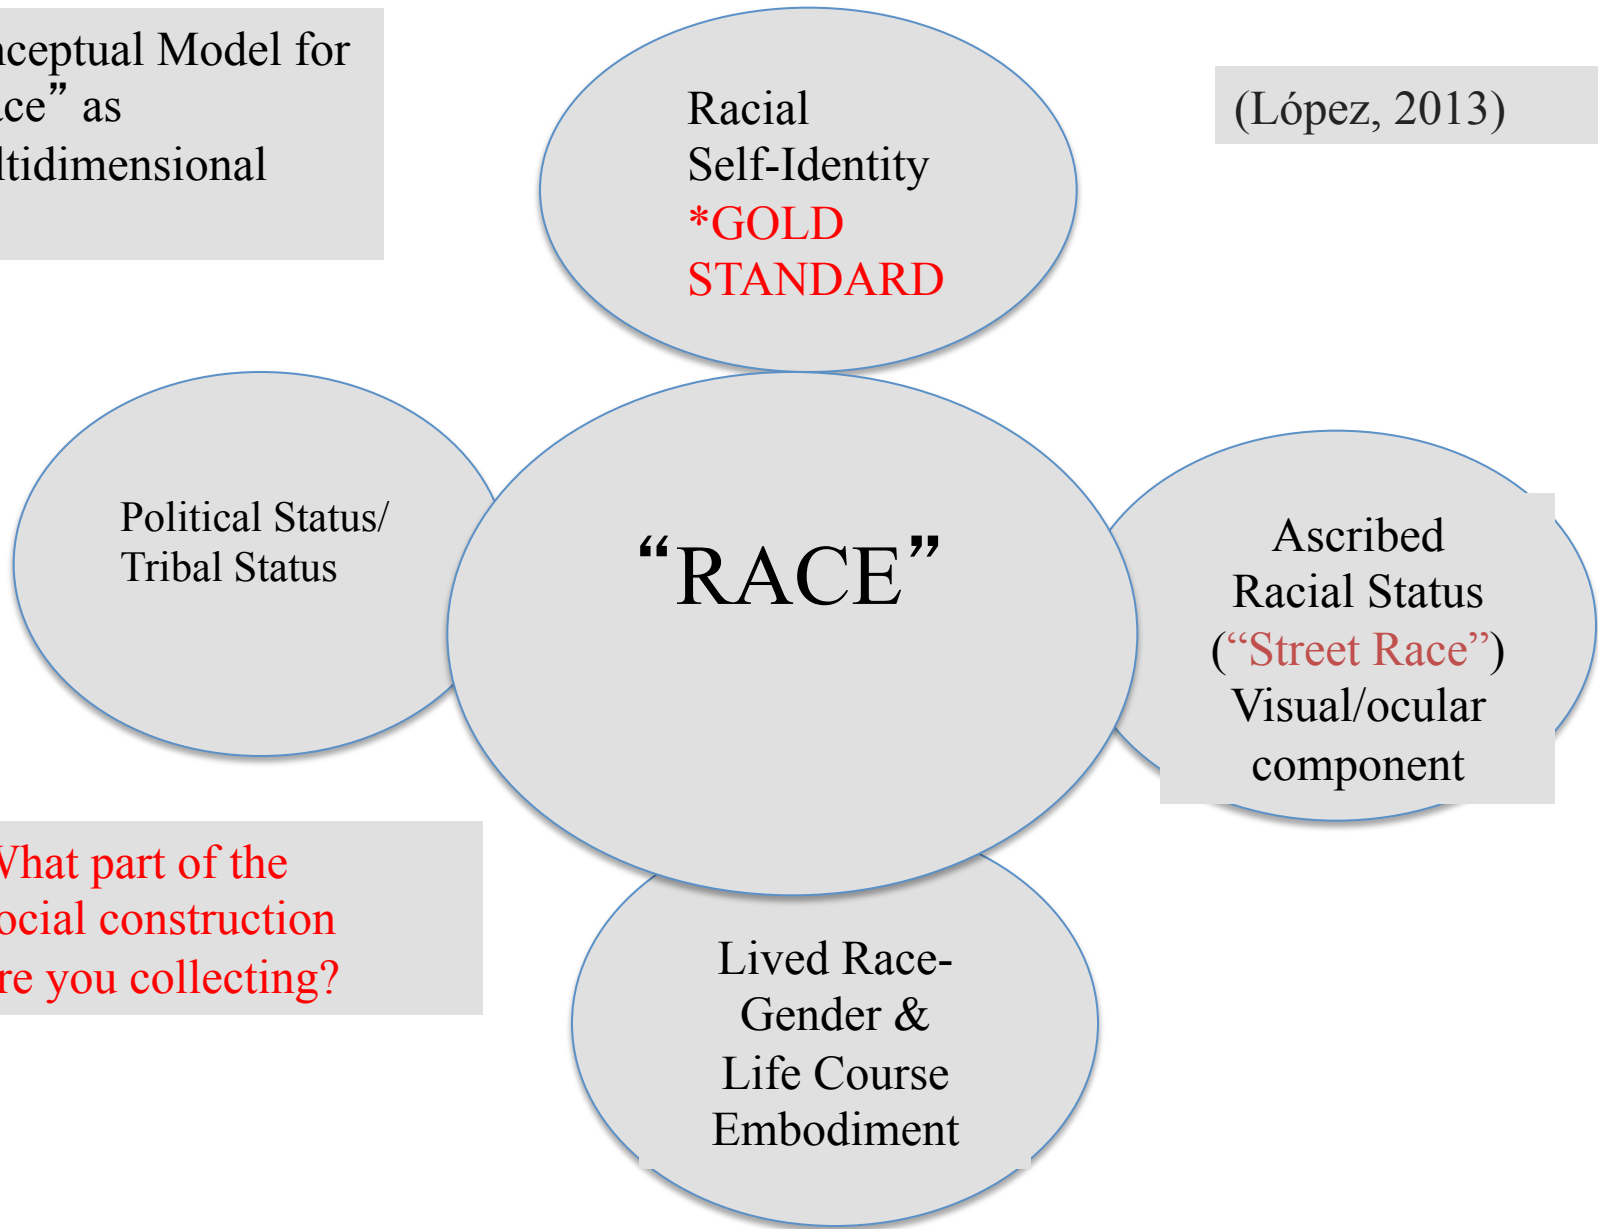 nceptual Model for
ace” as
ltidimensional
(López, 2013)
Racial
Self-Identity
*GOLD
STANDARD
Political Status/
Tribal Status
“RACE”
Ascribed
Racial Status
(“Street Race”)
Visual/ocular
component
What part of the
ocial construction
re you collecting?
Lived Race-
Gender &
Life Course
Embodiment